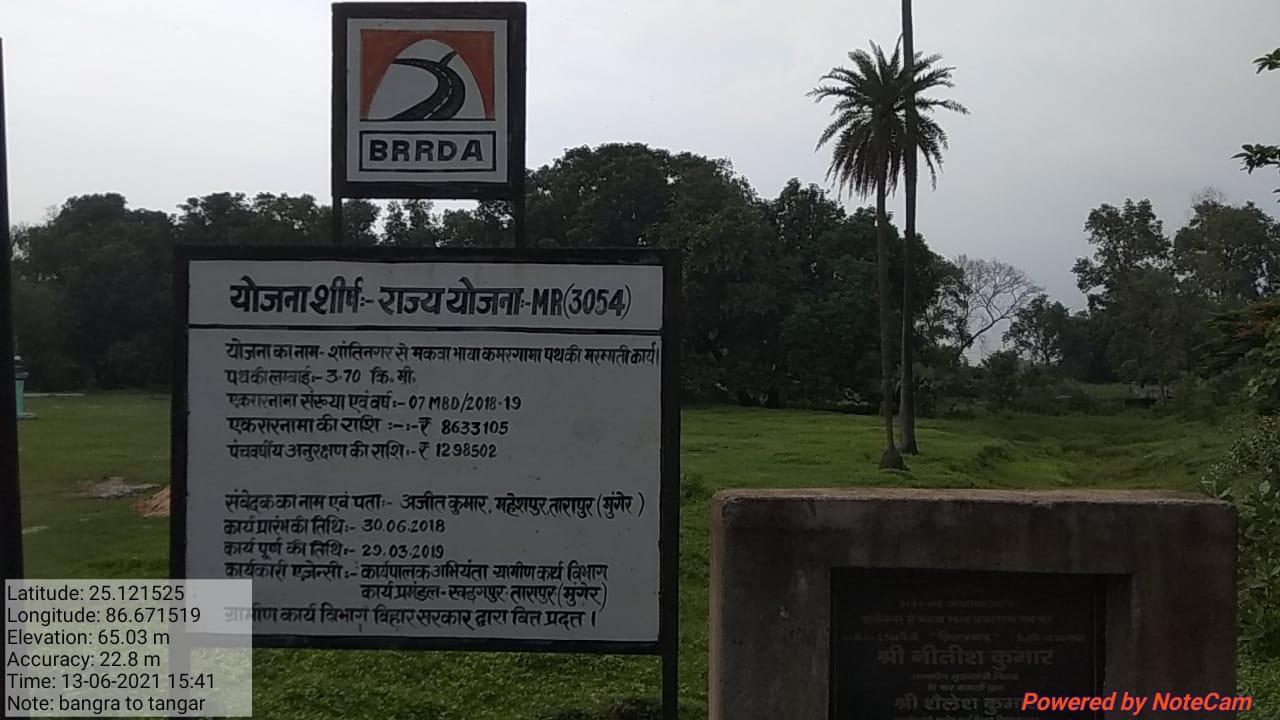 BRRDA
योजना शीर्षः- राज्य योजनाः-MR(3054)
योजना का नाम- शांतिनगर से मकवा भाया कमरगामा पथ की मरम्मती कार्य।
पथ की लम्बाईः- 3.70 कि.मी.
एकरारनामा संख्या एवं वर्षः- 07 MBD/2018-19
एकरारनामा की राशि :-:-₹ 8633105
पंचवर्षीय अनुरक्षण की राशिः-₹ 1298502
संवेदक का नाम एवं पताः- अजीत कुमार, महेशपुर, तारापुर (मुंगेर)
कार्य प्रारंभ की तिथिः- 30.06.2018
कार्य पूर्ण की तिथिः- 29.03.2019
कार्यकारी एजेन्सीः- कार्यपालक अभियंता ग्रामीण कार्य विभाग
कार्य प्रमंडल-खड़गपुर, तारापुर (मुंगेर)
ग्रामीण कार्य विभाग बिहार सरकार द्वारा वित्त प्रदत्त।
श्री नीतीश कुमार
श्री शैलेश
Latitude: 25.121525
Longitude: 86.671519
Elevation: 65.03 m
Accuracy: 22.8 m
Time: 13-06-2021 15:41
Note: bangra to tangar
Powered by NoteCam